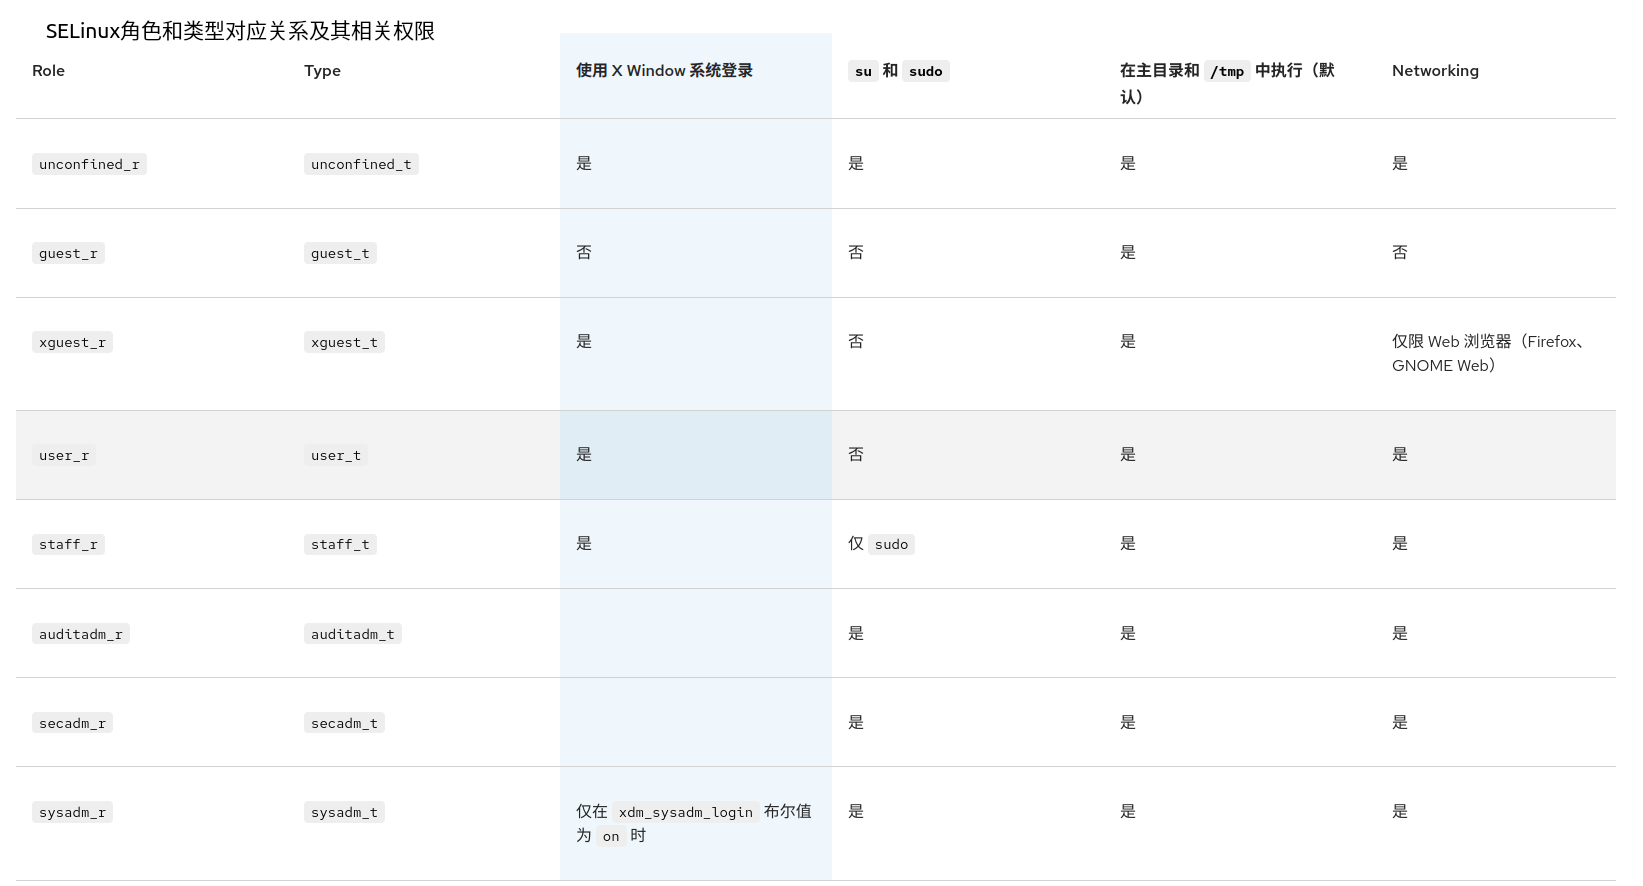 SELinux角色和类型对应关系及其相关权限
Role Type 使用 X Window 系统登录 su 和 sudo 在主目录和 /tmp 中执行（默认） Networking
unconfined_r unconfined_t 是 是 是 是
guest_r guest_t 否 否 是 否
xguest_r xguest_t 是 否 是 仅限 Web 浏览器（Firefox、
GNOME Web）
user_r user_t 是 否 是 是
staff_r staff_t 是 仅 sudo 是 是
auditadm_r auditadm_t 是 是 是
secadm_r secadm_t 是 是 是
sysadm_r sysadm_t 仅在 xdm_sysadm_login 布尔值
为 on 时 是 是 是